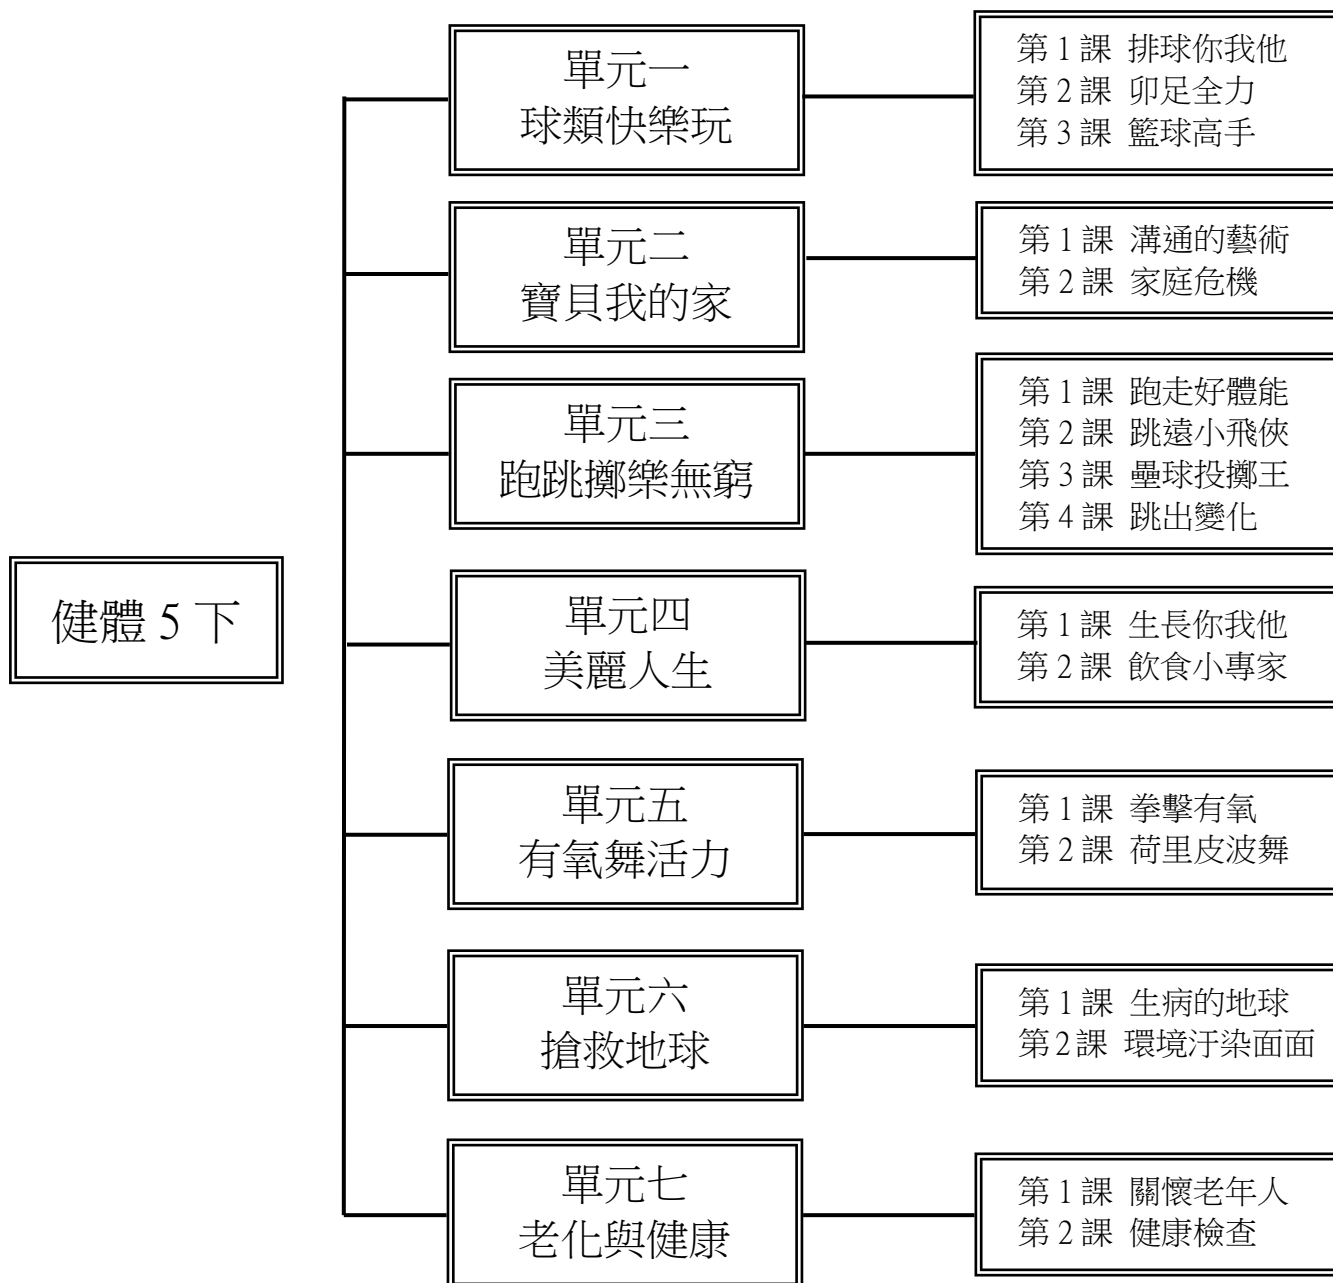 健體 5 下
單元一
球類快樂玩
第 1 課 排球你我他
第 2 課 卯足全力
第 3 課 籃球高手
單元二
寶貝我的家
第 1 課 溝通的藝術
第 2 課 家庭危機
單元三
跑跳擲樂無窮
第 1 課 跑走好體能
第 2 課 跳遠小飛俠
第 3 課 壘球投擲王
第 4 課 跳出變化
單元四
美麗人生
第 1 課 生長你我他
第 2 課 飲食小專家
單元五
有氧舞活力
第 1 課 拳擊有氧
第 2 課 荷里皮波舞
單元六
搶救地球
第 1 課 生病的地球
第 2 課 環境汙染面面
單元七
老化與健康
第 1 課 關懷老年人
第 2 課 健康檢查